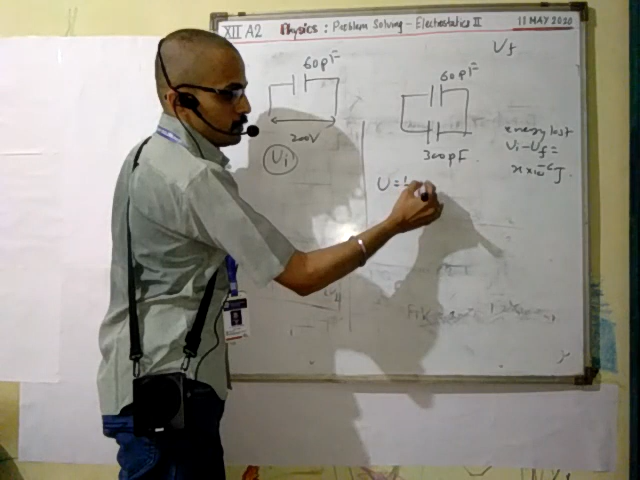 XII A2 Physics: Problem Solving - Electrostatics II 11 MAY 2020
Uf
60pF
200V
Ui
60pF
300pF
energy lost
Ui - Uf =
x x10⁻⁶ J
U =